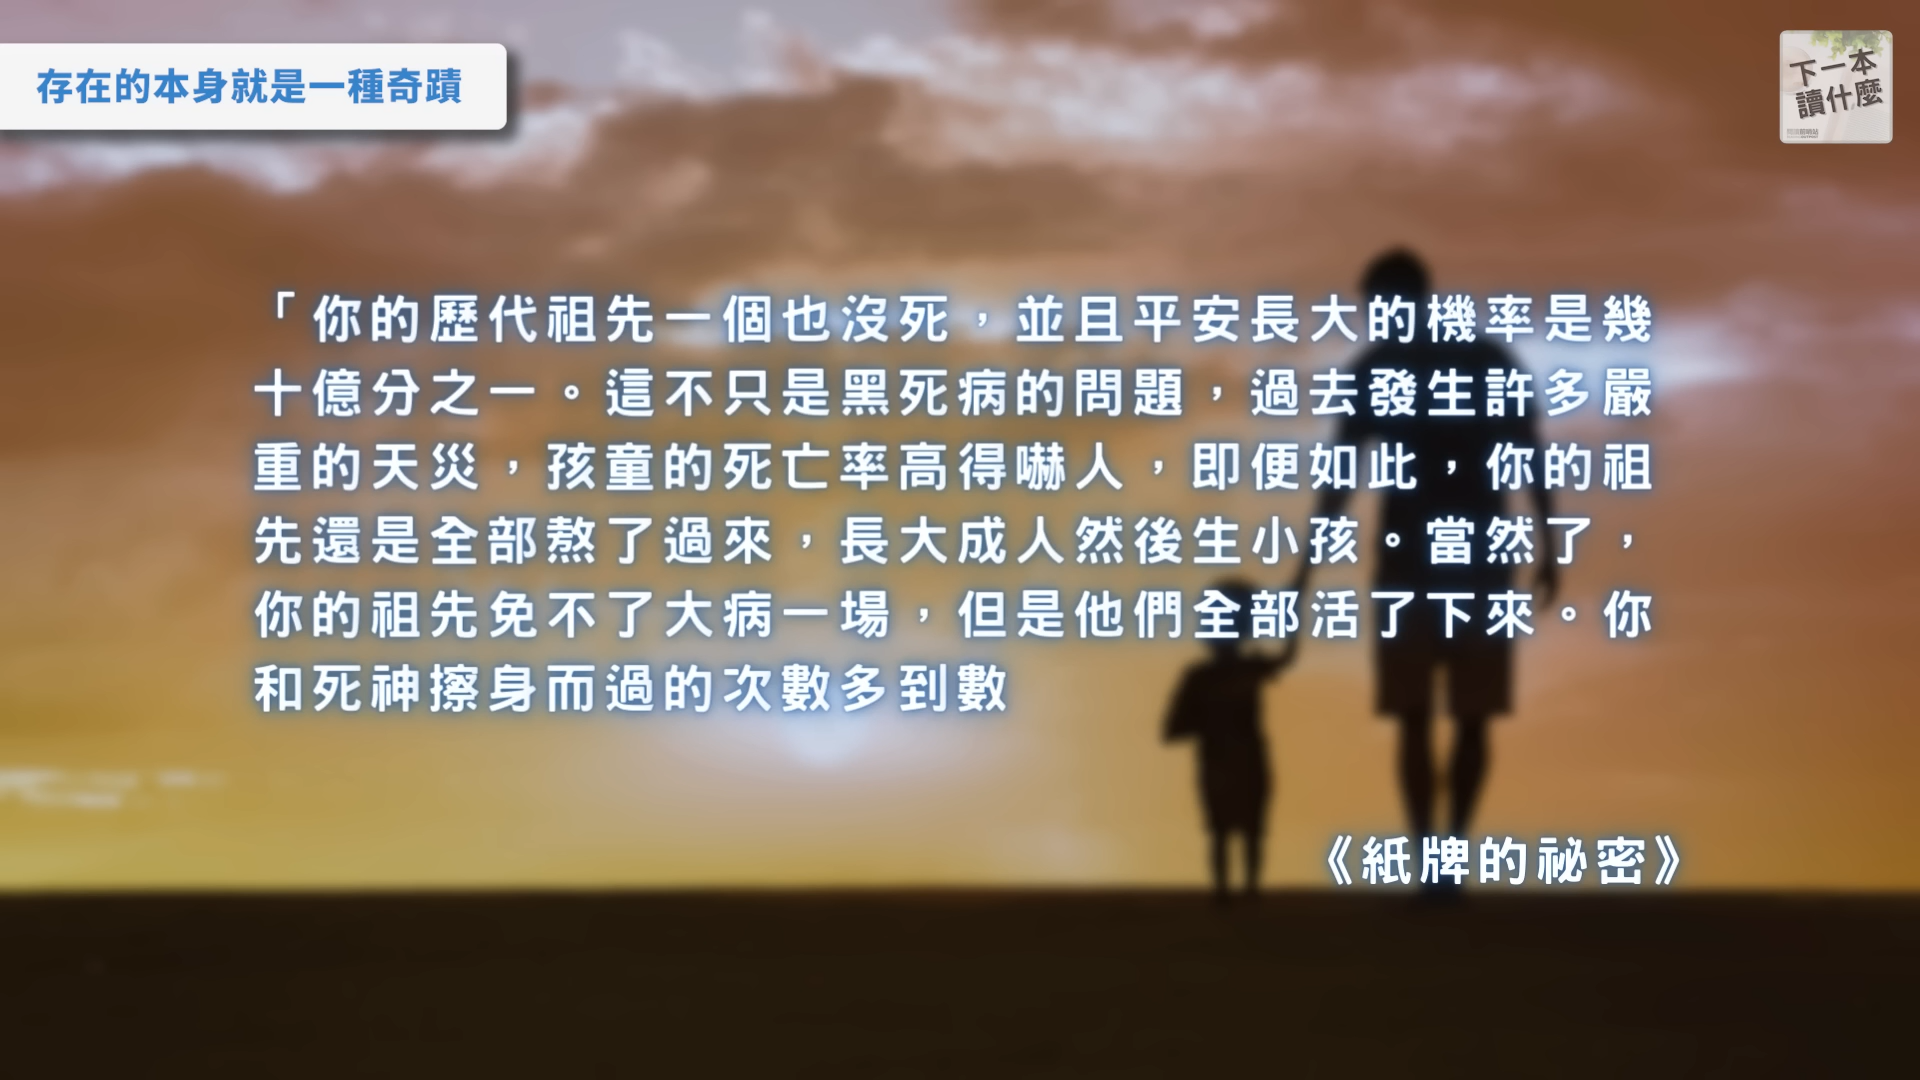 存在的本身就是一種奇蹟
下一本
讀什麼
「你的歷代祖先一個也沒死，並且平安長大的機率是幾
十億分之一。這不只是黑死病的問題，過去發生許多嚴
重的天災，孩童的死亡率高得嚇人，即便如此，你的祖
先還是全部熬了過來，長大成人然後生小孩。當然了，
你的祖先免不了大病一場，但是他們全部活了下來。你
和死神擦身而過的次數多到數
《紙牌的祕密》